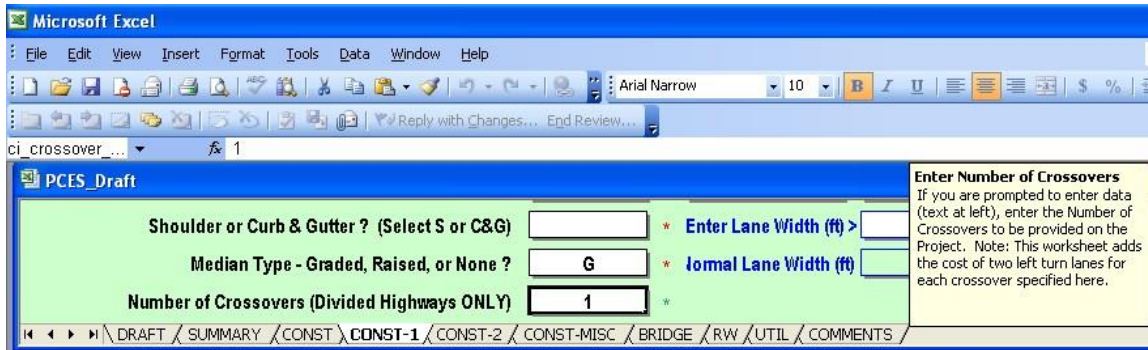 Microsoft Excel
File Edit View Insert Format Tools Data Window Help
Arial Narrow 10 B I U $ %
Reply with Changes... End Review...
ci_crossover_... fx 1
PCES_Draft
Shoulder or Curb & Gutter ? (Select S or C&G) * Enter Lane Width (ft) >
Median Type - Graded, Raised, or None ? G * Normal Lane Width (ft)
Number of Crossovers (Divided Highways ONLY) 1 *
DRAFT SUMMARY CONST CONST-1 CONST-2 CONST-MISC BRIDGE RW UTIL COMMENTS
Enter Number of Crossovers
If you are prompted to enter data
(text at left), enter the Number of
Crossovers to be provided on the
Project. Note: This worksheet adds
the cost of two left turn lanes for
each crossover specified here.